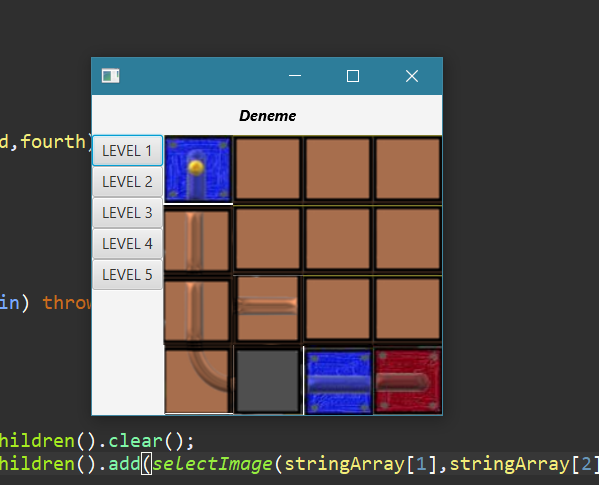 Deneme
d,fourth)
LEVEL 1
LEVEL 2
LEVEL 3
LEVEL 4
LEVEL 5
in) throw
hildren().clear();
hildren().add(selectImage(stringArray[1],stringArray[2]